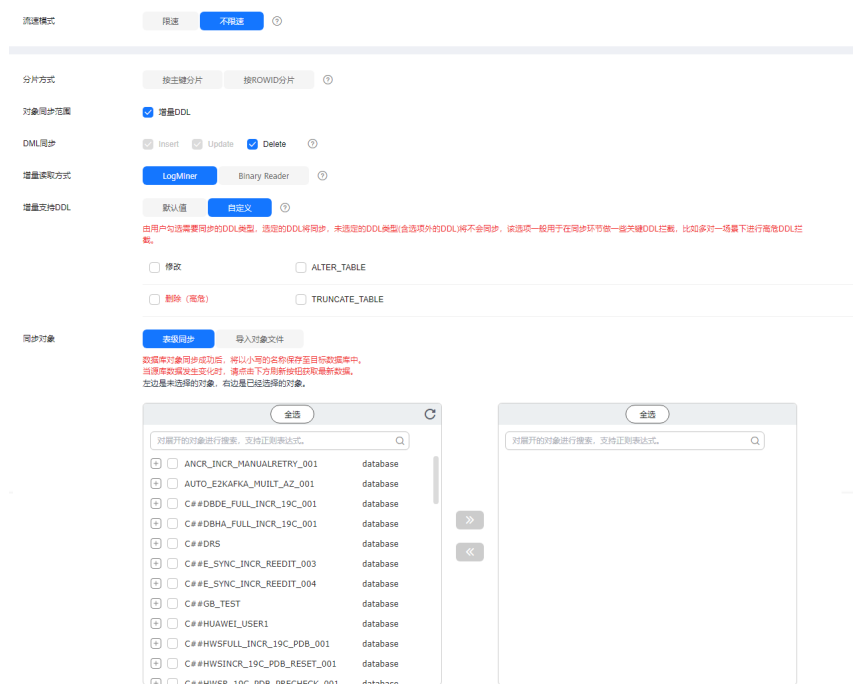 流速模式 限速 不限速
分片方式 按主键分片 按ROWID分片
对象同步范围 增量DDL
DML同步 Insert Update Delete
增量读取方式 LogMiner Binary Reader
增量支持DDL 默认值 自定义
由用户勾选需要同步的DDL类型，选定的DDL将同步，未选定的DDL类型(含选项外的DDL)将不会同步，该选项一般用于在同步环节做一些关键DDL拦截，比如多对一场景下进行高危DDL拦
截。
修改 ALTER_TABLE
删除（高危） TRUNCATE_TABLE
同步对象 表级同步 导入对象文件
数据库对象同步成功后，将以小写的名称保存至目标数据库中。
当源库数据发生变化时，请点击下方刷新按钮获取最新数据。
左边是未选择的对象，右边是已经选择的对象。
全选 全选
对展开的对象进行搜索，支持正则表达式。 对展开的对象进行搜索，支持正则表达式。
ANCR_INCR_MANUALRETRY_001 database
AUTO_E2KAFKA_MUILT_AZ_001 database
C##DBDE_FULL_INCR_19C_001 database
C##DBHA_FULL_INCR_19C_001 database
C##DRS database
C##E_SYNC_INCR_REEDIT_003 database
C##E_SYNC_INCR_REEDIT_004 database
C##GB_TEST database
C##HUAWEI_USER1 database
C##HWSFULL_INCR_19C_PDB_001 database
C##HWSINCR_19C_PDB_RESET_001 database
C##HWSR_19C_PDB_PRECHECK_001 database